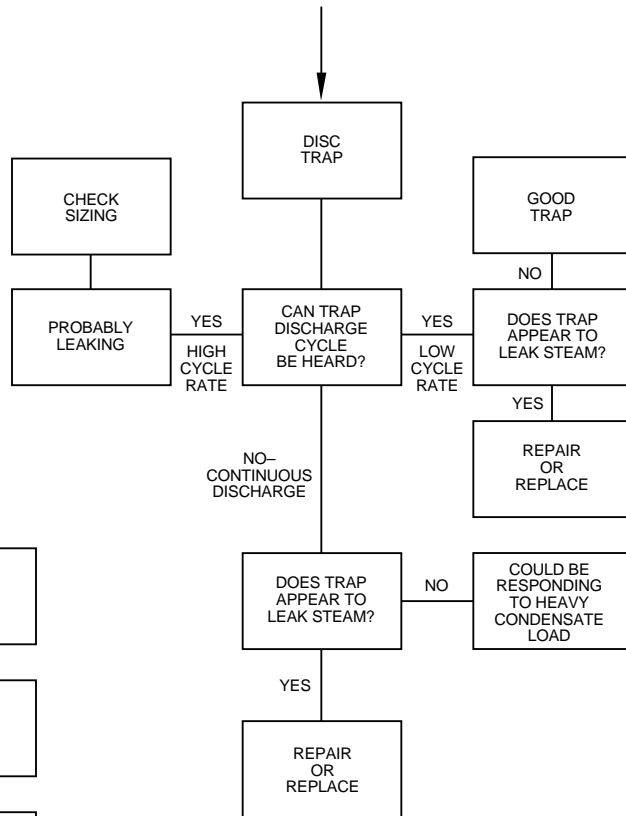 DISC
TRAP
CHECK
SIZING
GOOD
TRAP
NO
PROBABLY
LEAKING
YES
HIGH
CYCLE
RATE
CAN TRAP
DISCHARGE
CYCLE
BE HEARD?
YES
LOW
CYCLE
RATE
DOES TRAP
APPEAR TO
LEAK STEAM?
YES
REPAIR
OR
REPLACE
NO–
CONTINUOUS
DISCHARGE
DOES TRAP
APPEAR TO
LEAK STEAM?
NO
COULD BE
RESPONDING
TO HEAVY
CONDENSATE
LOAD
YES
REPAIR
OR
REPLACE